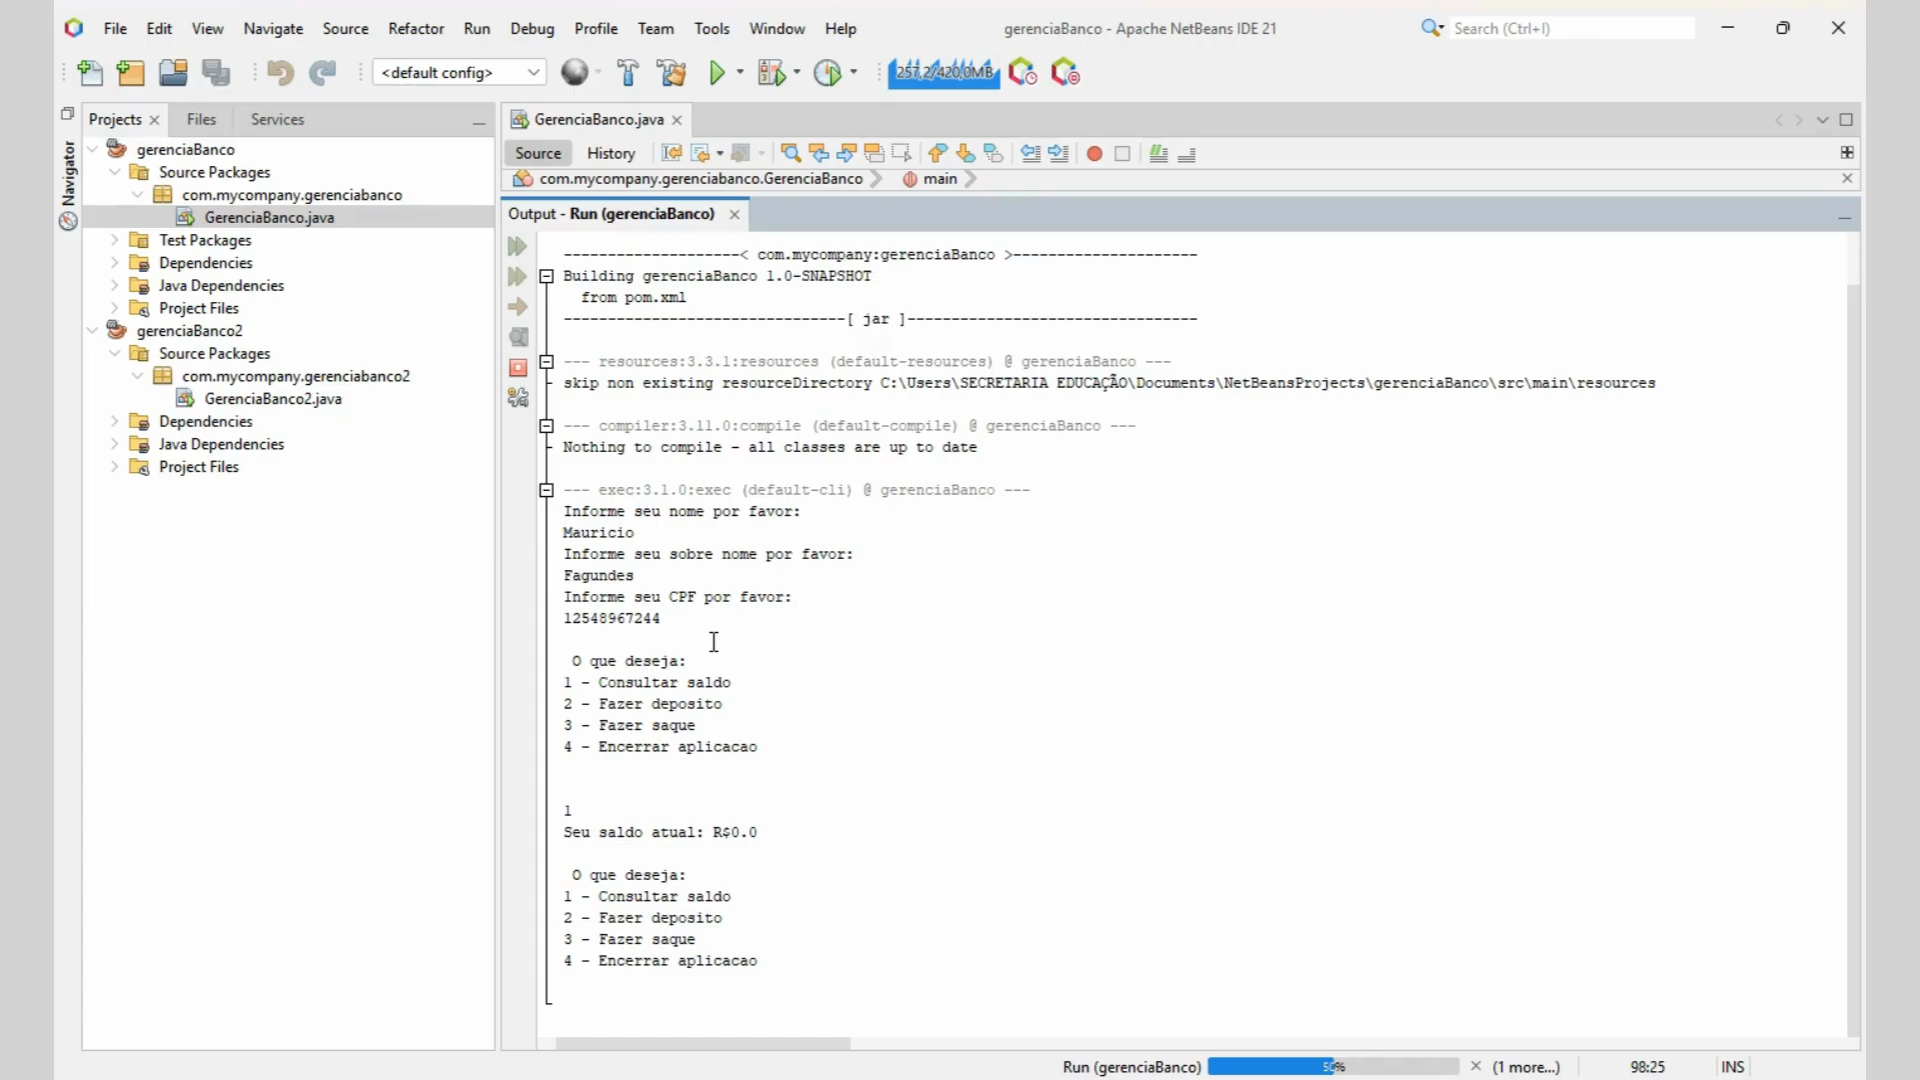 File Edit View Navigate Source Refactor Run Debug Profile Team Tools Window Help
gerenciaBanco - Apache NetBeans IDE 21
Search (Ctrl+I)
<default config>
257,2/420,0MB
Projects Files Services
Navigator
gerenciaBanco
Source Packages
com.mycompany.gerenciabanco
GerenciaBanco.java
Test Packages
Dependencies
Java Dependencies
Project Files
gerenciaBanco2
Source Packages
com.mycompany.gerenciabanco2
GerenciaBanco2.java
Dependencies
Java Dependencies
Project Files
GerenciaBanco.java
Source History
com.mycompany.gerenciabanco.GerenciaBanco main
Output - Run (gerenciaBanco)
--------------------< com.mycompany:gerenciaBanco >---------------------
Building gerenciaBanco 1.0-SNAPSHOT
from pom.xml
--------------------------------[ jar ]---------------------------------
--- resources:3.3.1:resources (default-resources) @ gerenciaBanco ---
skip non existing resourceDirectory C:\Users\SECRETARIA EDUCAÇÃO\Documents\NetBeansProjects\gerenciaBanco\src\main\resources
--- compiler:3.11.0:compile (default-compile) @ gerenciaBanco ---
Nothing to compile - all classes are up to date
--- exec:3.1.0:exec (default-cli) @ gerenciaBanco ---
Informe seu nome por favor:
Mauricio
Informe seu sobre nome por favor:
Fagundes
Informe seu CPF por favor:
12548967244
O que deseja:
1 - Consultar saldo
2 - Fazer deposito
3 - Fazer saque
4 - Encerrar aplicacao
1
Seu saldo atual: R$0.0
O que deseja:
1 - Consultar saldo
2 - Fazer deposito
3 - Fazer saque
4 - Encerrar aplicacao
Run (gerenciaBanco) 50% (1 more...) 98:25 INS